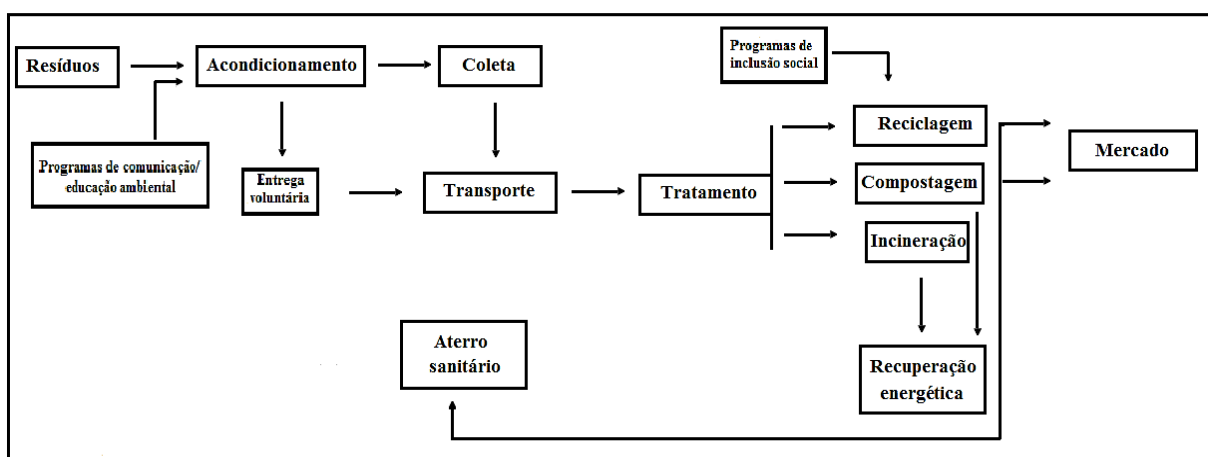 Resíduos
Acondicionamento
Coleta
Programas de
inclusão social
Reciclagem
Mercado
Programas de comunicação/
educação ambiental
Entrega
voluntária
Transporte
Tratamento
Compostagem
Incineração
Aterro
sanitário
Recuperação
energética